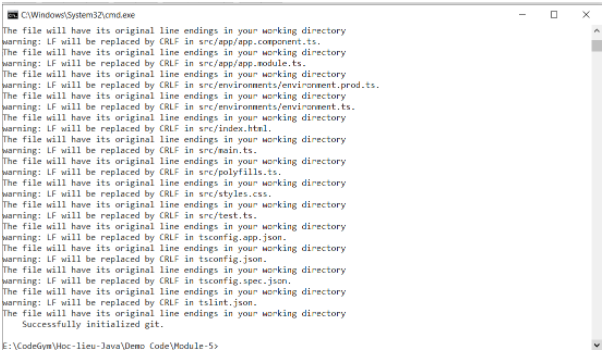 C:\Windows\System32\cmd.exe
The file will have its original line endings in your working directory
warning: LF will be replaced by CRLF in src/app/app.component.ts.
The file will have its original line endings in your working directory
warning: LF will be replaced by CRLF in src/app/app.module.ts.
The file will have its original line endings in your working directory
warning: LF will be replaced by CRLF in src/environments/environment.prod.ts.
The file will have its original line endings in your working directory
warning: LF will be replaced by CRLF in src/environments/environment.ts.
The file will have its original line endings in your working directory
warning: LF will be replaced by CRLF in src/index.html.
The file will have its original line endings in your working directory
warning: LF will be replaced by CRLF in src/main.ts.
The file will have its original line endings in your working directory
warning: LF will be replaced by CRLF in src/polyfills.ts.
The file will have its original line endings in your working directory
warning: LF will be replaced by CRLF in src/styles.css.
The file will have its original line endings in your working directory
warning: LF will be replaced by CRLF in src/test.ts.
The file will have its original line endings in your working directory
warning: LF will be replaced by CRLF in tsconfig.app.json.
The file will have its original line endings in your working directory
warning: LF will be replaced by CRLF in tsconfig.json.
The file will have its original line endings in your working directory
warning: LF will be replaced by CRLF in tsconfig.spec.json.
The file will have its original line endings in your working directory
warning: LF will be replaced by CRLF in tslint.json.
The file will have its original line endings in your working directory
Successfully initialized git.
E:\CodeGym\Hoc-lieu-Java\Demo Code\Module-5>